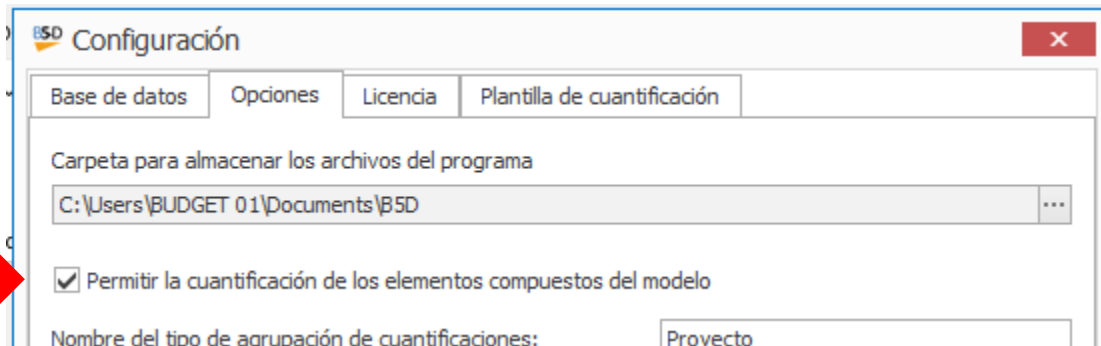 B5D Configuración
Base de datos Opciones Licencia Plantilla de cuantificación
Carpeta para almacenar los archivos del programa
C:\Users\BUDGET 01\Documents\B5D ...
Permitir la cuantificación de los elementos compuestos del modelo
Nombre del tipo de agrupación de cuantificaciones: Proyecto